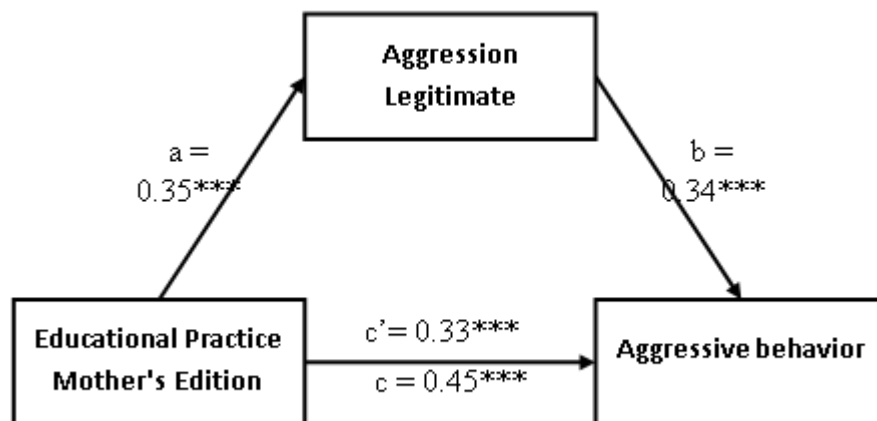 Aggression
Legitimate
a =
0.35***
b =
0.34***
Educational Practice
Mother's Edition
c’= 0.33***
c = 0.45***
Aggressive behavior